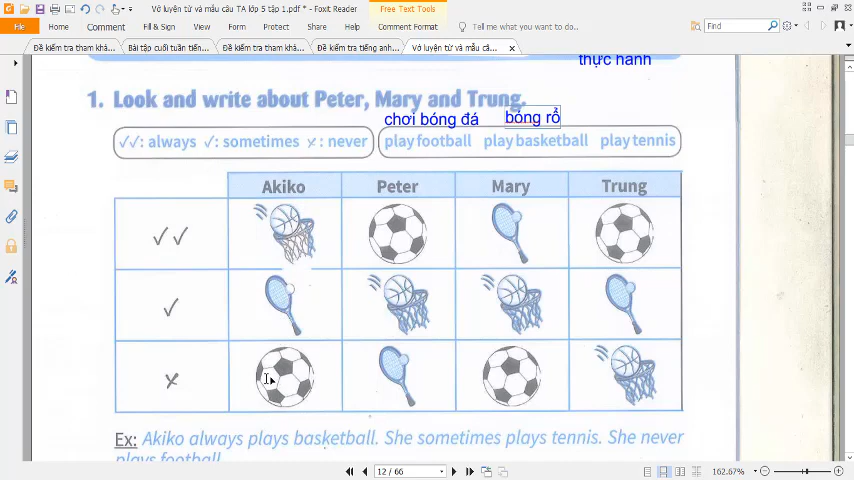 Vở luyện từ và mẫu câu TA lớp 5 tập 1.pdf * - Foxit Reader
Free Text Tools
File Home Comment Fill & Sign View Form Protect Share Help Extras Comment Format Tell me what you want to do... Find
Đề kiểm tra tham khả... Bài tập cuối tuần tiến... Đề kiểm tra tham khả... Đề kiểm tra tiếng anh... Vở luyện từ và mẫu câ...
thực hành
1. Look and write about Peter, Mary and Trung.
chơi bóng đá bóng rổ
✓✓: always ✓: sometimes ✗: never play football play basketball play tennis
Akiko Peter Mary Trung
✓✓
✓
✗
Ex: Akiko always plays basketball. She sometimes plays tennis. She never
plays football.
12 / 66 162.67%